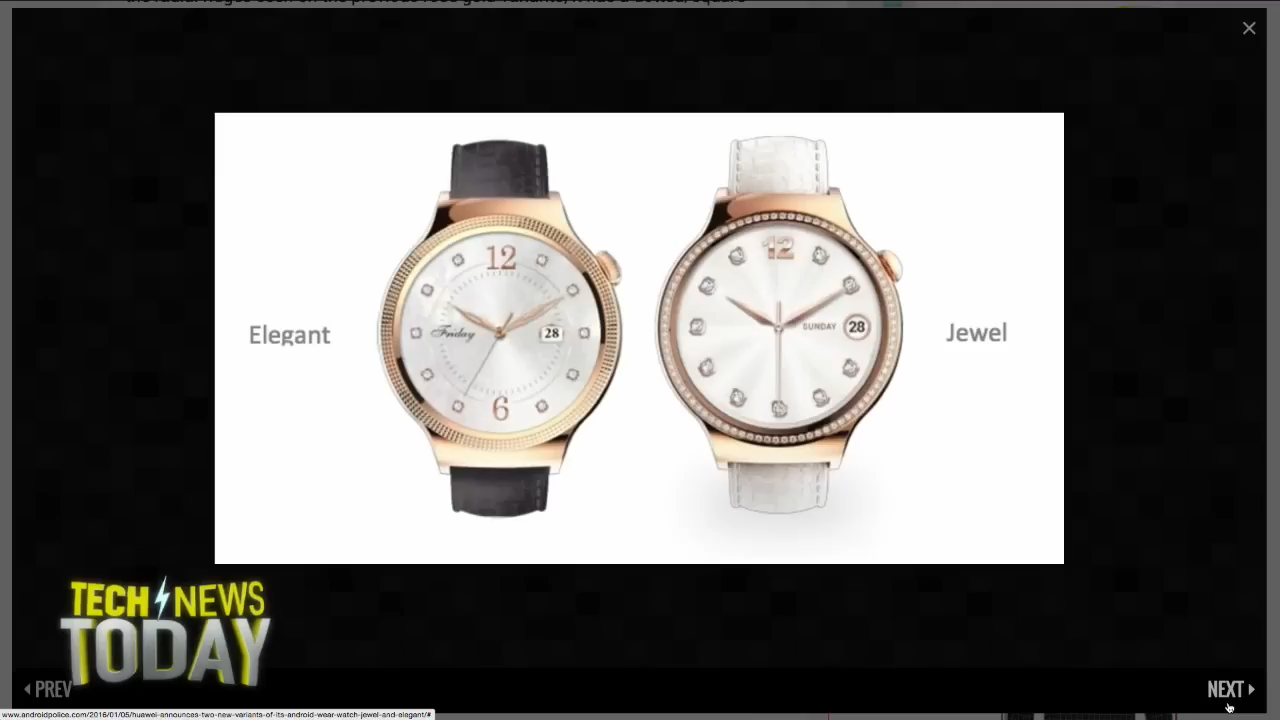 12
Friday
28
6
12
SUNDAY
28
Elegant
Jewel
TECH NEWS
TODAY
PREV
NEXT
www.androidpolice.com/2016/01/05/huawei-announces-two-new-variants-of-its-android-wear-watch-jewel-and-elegant/#